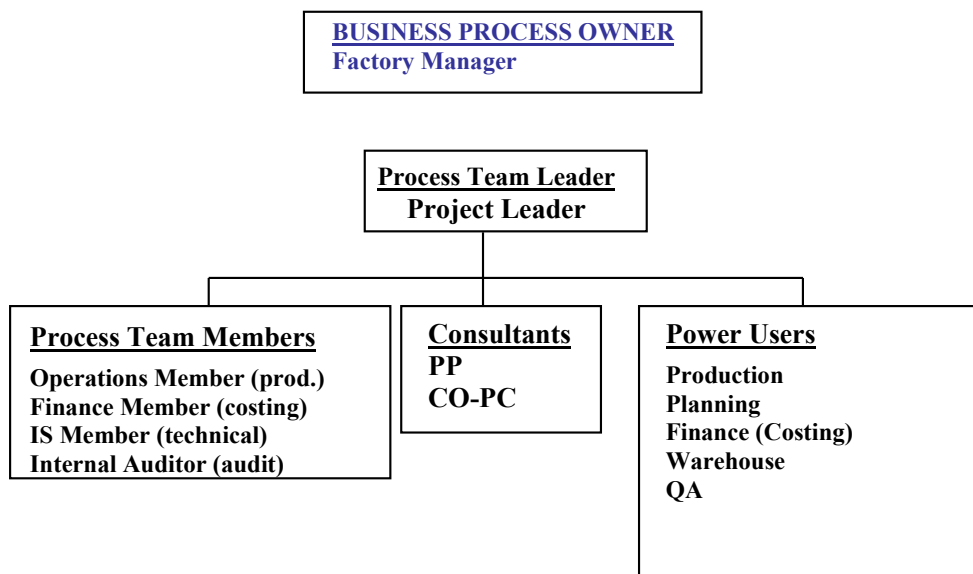 BUSINESS PROCESS OWNER
Factory Manager
Process Team Leader
Project Leader
Process Team Members
Operations Member (prod.)
Finance Member (costing)
IS Member (technical)
Internal Auditor (audit)
Consultants
PP
CO-PC
Power Users
Production
Planning
Finance (Costing)
Warehouse
QA